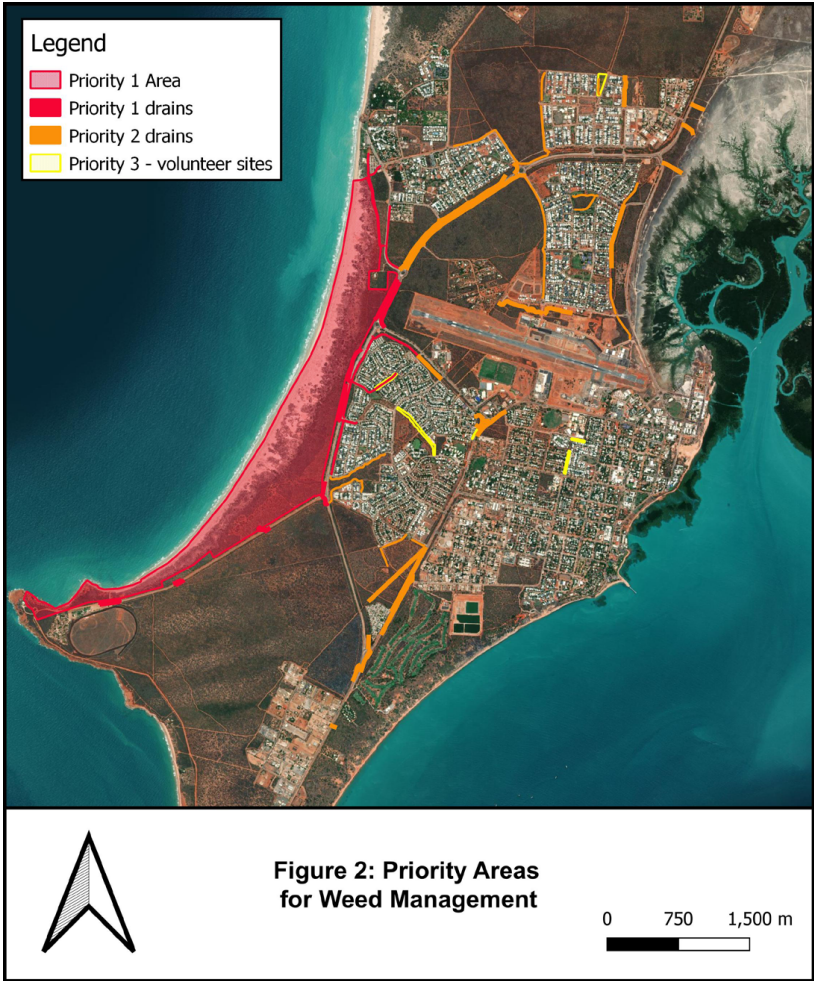 Legend
Priority 1 Area
Priority 1 drains
Priority 2 drains
Priority 3 - volunteer sites
Figure 2: Priority Areas
for Weed Management
0 750 1,500 m